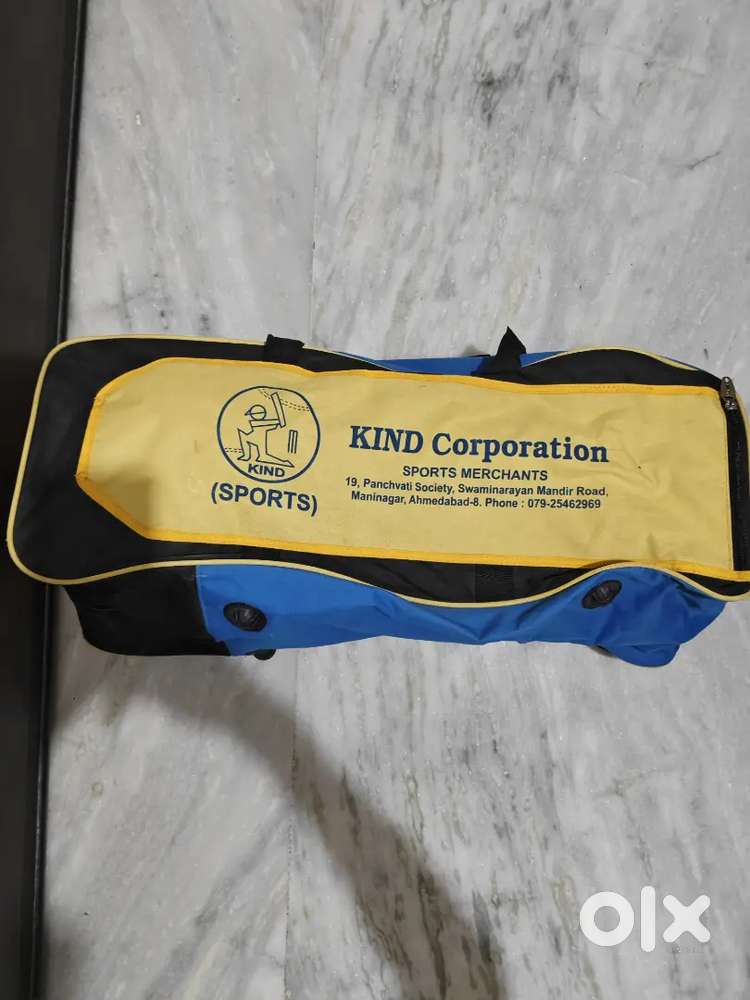 KIND
(SPORTS)
KIND Corporation
SPORTS MERCHANTS
19, Panchvati Society, Swaminarayan Mandir Road,
Maninagar, Ahmedabad-8. Phone : 079-25462969
olx